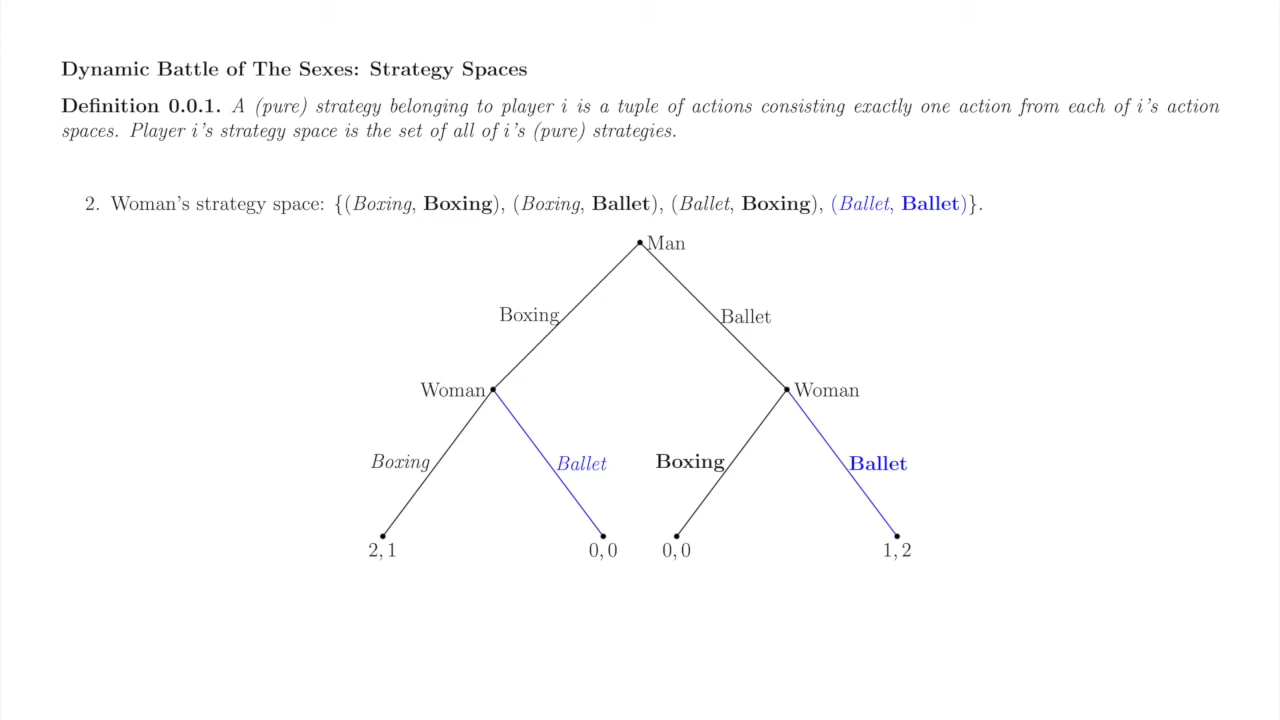 Dynamic Battle of The Sexes: Strategy Spaces
Definition 0.0.1. A (pure) strategy belonging to player i is a tuple of actions consisting exactly one action from each of i's action
spaces. Player i's strategy space is the set of all of i's (pure) strategies.
2. Woman's strategy space: {(Boxing, Boxing), (Boxing, Ballet), (Ballet, Boxing), (Ballet, Ballet)}.
Man
Boxing
Ballet
Woman
Woman
Boxing
Ballet
Boxing
Ballet
2, 1
0, 0
0, 0
1, 2